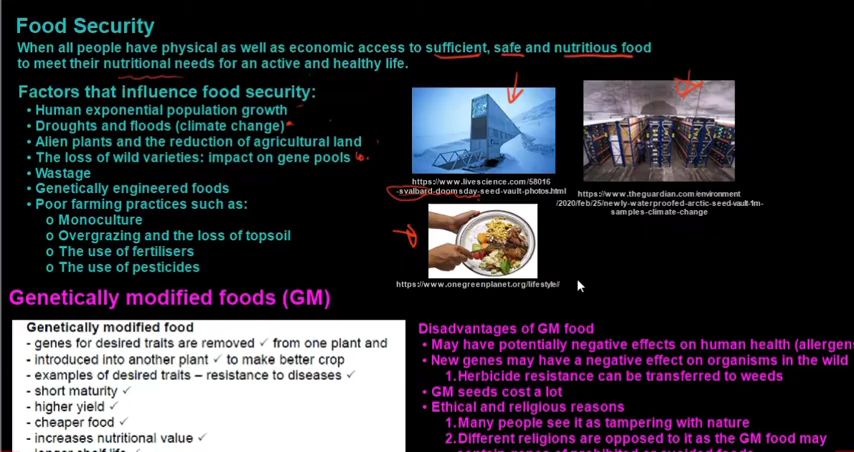 Food Security
When all people have physical as well as economic access to sufficient, safe and nutritious food
to meet their nutritional needs for an active and healthy life.
Factors that influence food security:
• Human exponential population growth
• Droughts and floods (climate change)
• Alien plants and the reduction of agricultural land
• The loss of wild varieties: impact on gene pools
• Wastage
• Genetically engineered foods
• Poor farming practices such as:
o Monoculture
o Overgrazing and the loss of topsoil
o The use of fertilisers
o The use of pesticides
https://www.livescience.com/58016
-svalbard-doomsday-seed-vault-photos.html
https://www.theguardian.com/environment
/2020/feb/25/newly-waterproofed-arctic-seed-vault-1m-
samples-climate-change
https://www.onegreenplanet.org/lifestyle/
Genetically modified foods (GM)
Genetically modified food
- genes for desired traits are removed ✓ from one plant and
- introduced into another plant ✓ to make better crop
- examples of desired traits – resistance to diseases ✓
- short maturity ✓
- higher yield ✓
- cheaper food ✓
- increases nutritional value ✓
- longer shelf life ✓
Disadvantages of GM food
• May have potentially negative effects on human health (allergens
• New genes may have a negative effect on organisms in the wild
1. Herbicide resistance can be transferred to weeds
• GM seeds cost a lot
• Ethical and religious reasons
1. Many people see it as tampering with nature
2. Different religions are opposed to it as the GM food may
contain genes of prohibited or avoided foods